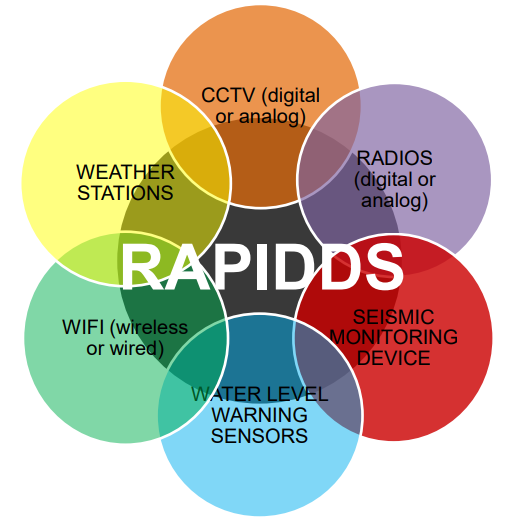 CCTV (digital
or analog)
RADIOS
(digital or
analog)
WEATHER
STATIONS
RAPIDDS
WIFI (wireless
or wired)
SEISMIC
MONITORING
DEVICE
WATER LEVEL
WARNING
SENSORS